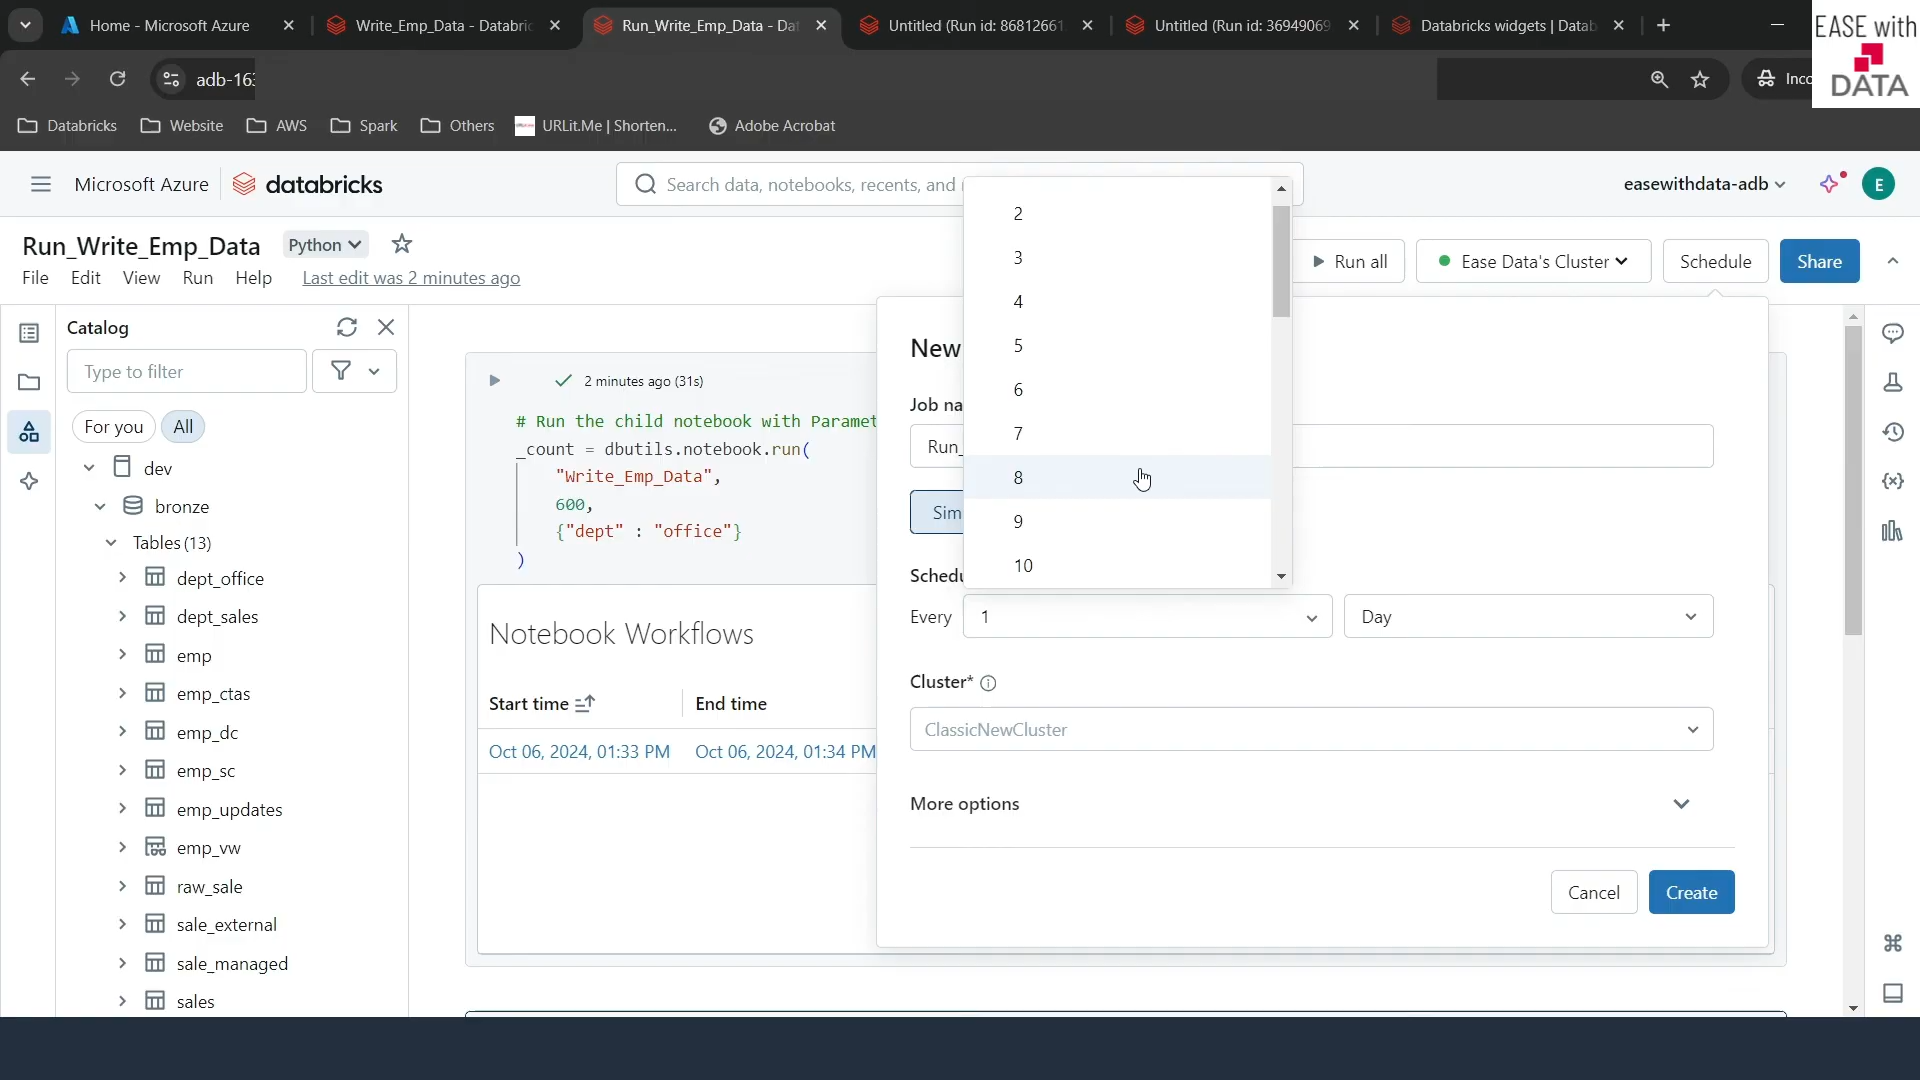 Home - Microsoft Azure
Write_Emp_Data - Databric
Run_Write_Emp_Data - Dat
Untitled (Run id: 86812661
Untitled (Run id: 36949069
Databricks widgets | Datab
EASE with
DATA
adb-163
Inco
Databricks
Website
AWS
Spark
Others
URLit.Me | Shorten...
Adobe Acrobat
Microsoft Azure
databricks
Search data, notebooks, recents, and
easewithdata-adb
E
Run_Write_Emp_Data
Python
File Edit View Run Help Last edit was 2 minutes ago
Run all
Ease Data's Cluster
Schedule
Share
Catalog
Type to filter
For you
All
dev
bronze
Tables (13)
dept_office
dept_sales
emp
emp_ctas
emp_dc
emp_sc
emp_updates
emp_vw
raw_sale
sale_external
sale_managed
sales
2 minutes ago (31s)
# Run the child notebook with Paramet
_count = dbutils.notebook.run(
"Write_Emp_Data",
600,
{"dept" : "office"}
)
Notebook Workflows
Start time
End time
Oct 06, 2024, 01:33 PM
Oct 06, 2024, 01:34 PM
New
Job na
Run_
Sim
Schedu
2
3
4
5
6
7
8
9
10
Every
1
Day
Cluster*
ClassicNewCluster
More options
Cancel
Create